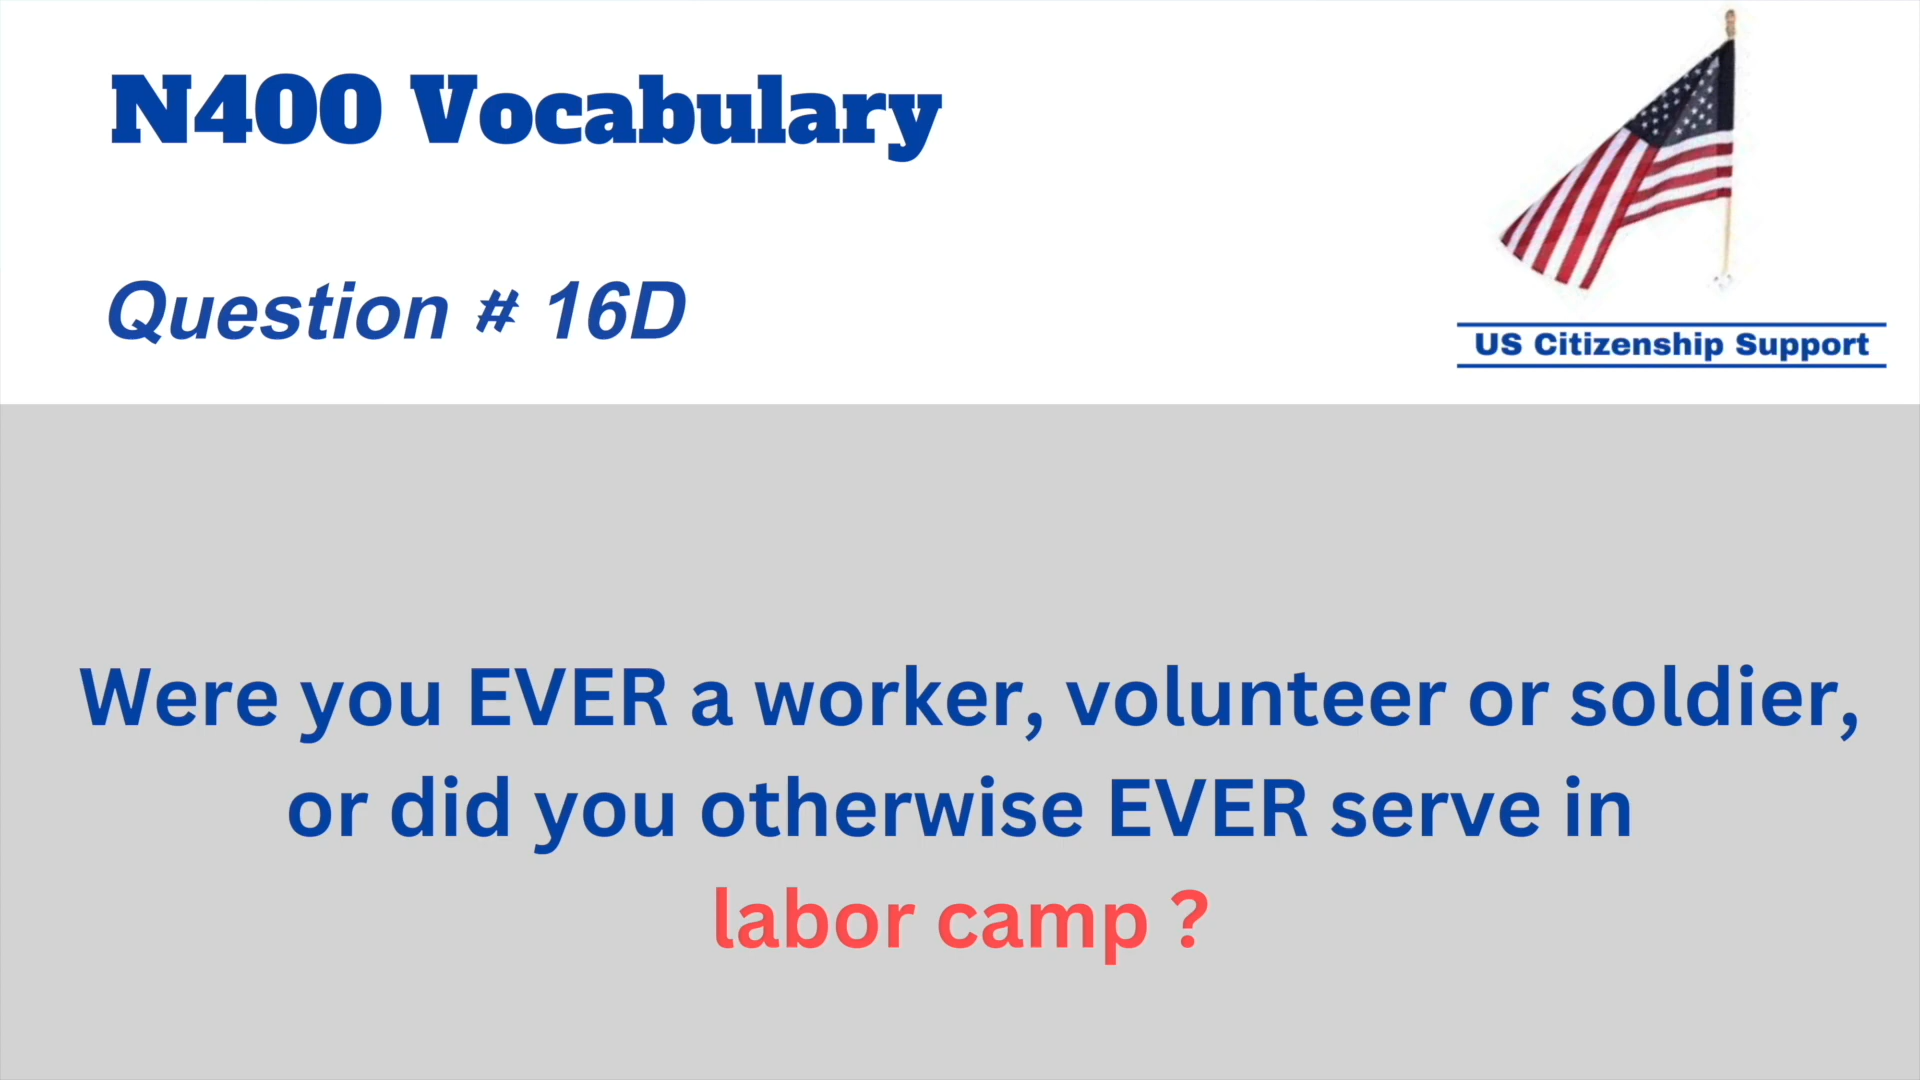 N400 Vocabulary
Question # 16D
US Citizenship Support
Were you EVER a worker, volunteer or soldier,
or did you otherwise EVER serve in
labor camp ?